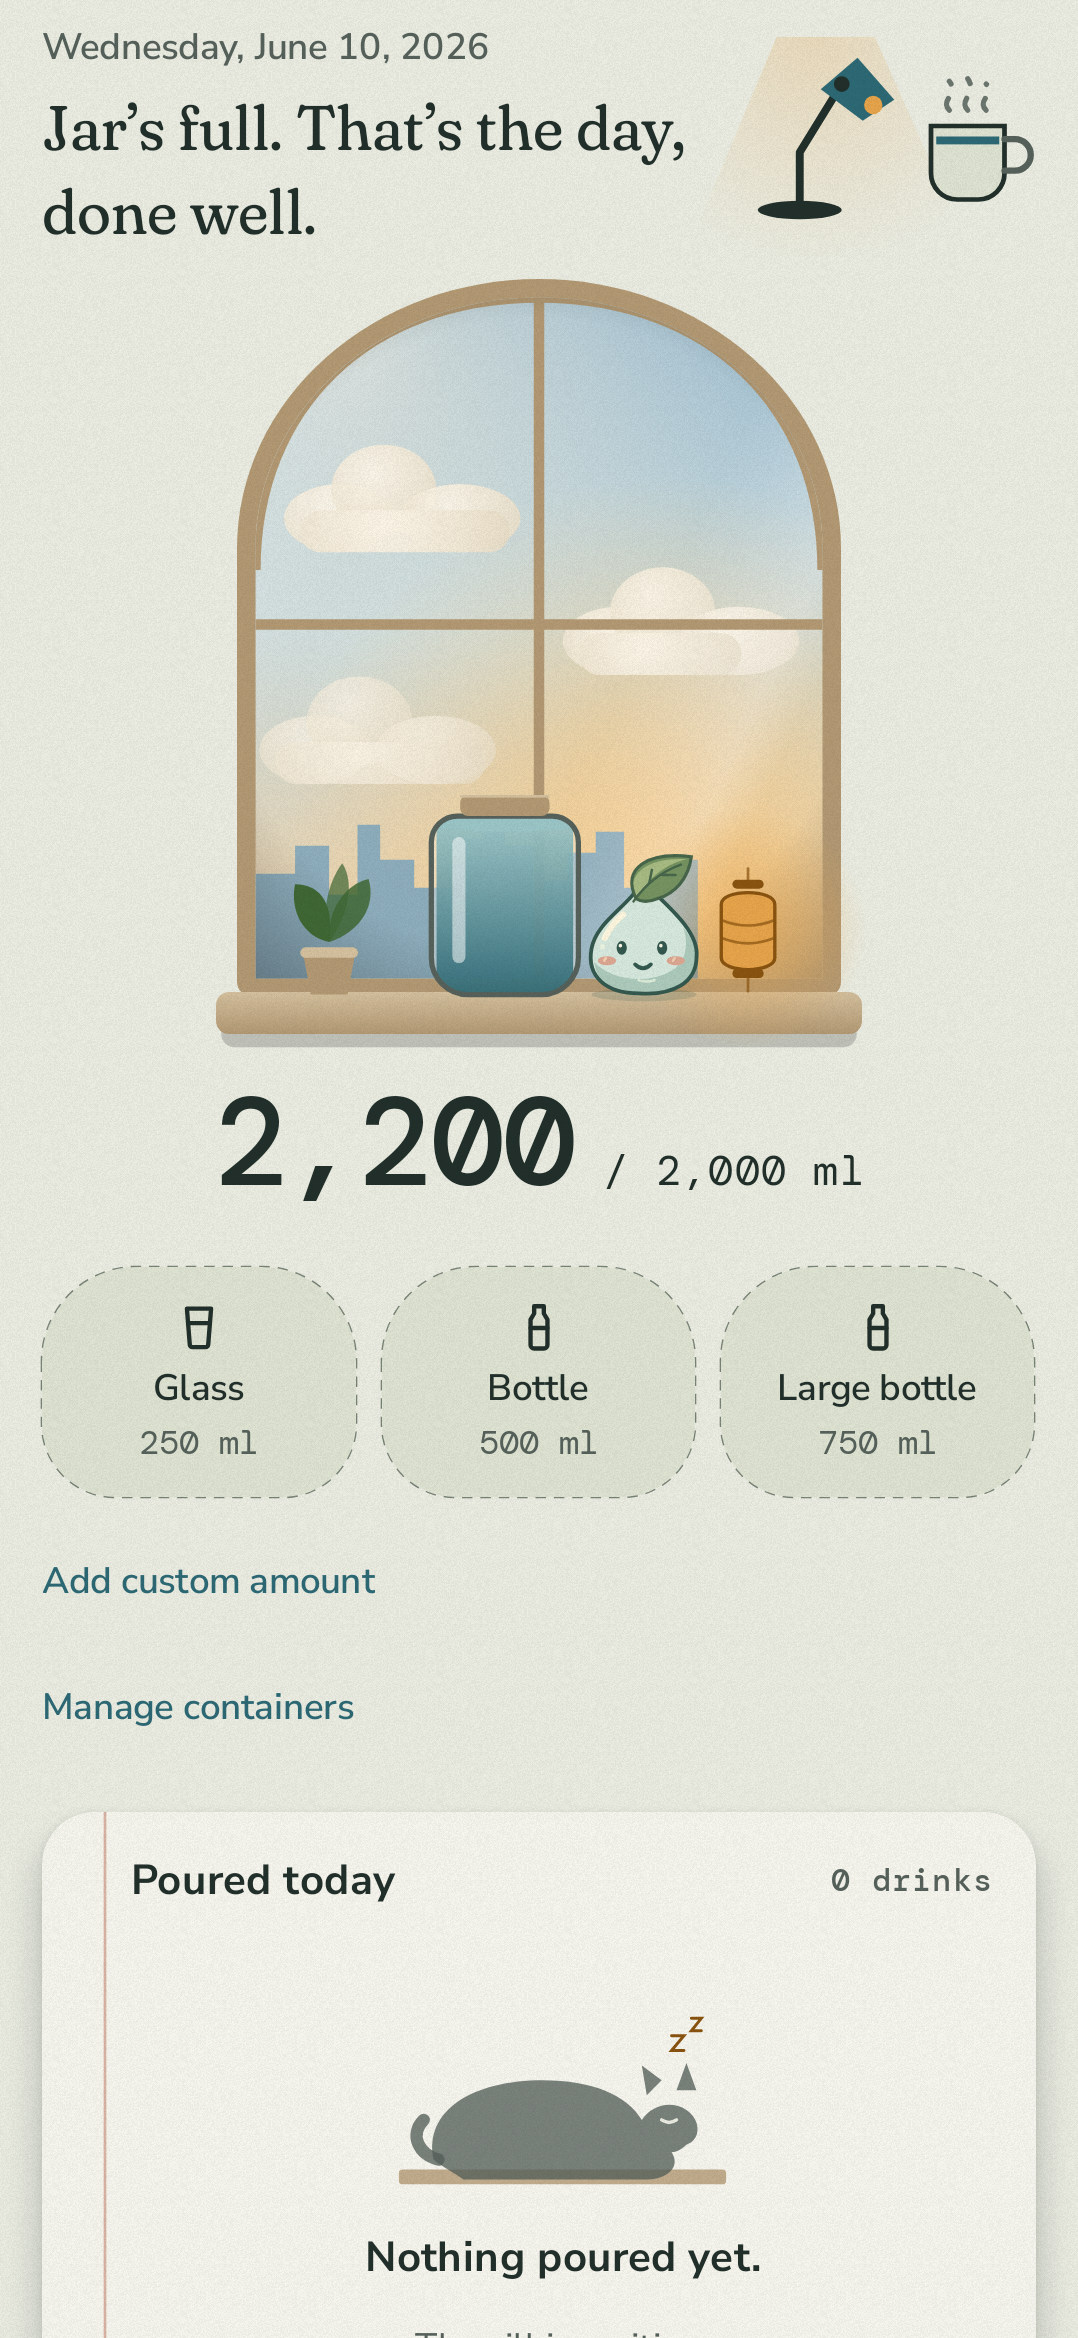 Wednesday, June 10, 2026
Jar’s full. That’s the day,
done well.
2,200 / 2,000 ml
Glass
250 ml
Bottle
500 ml
Large bottle
750 ml
Add custom amount
Manage containers
Poured today
0 drinks
z z
Nothing poured yet.